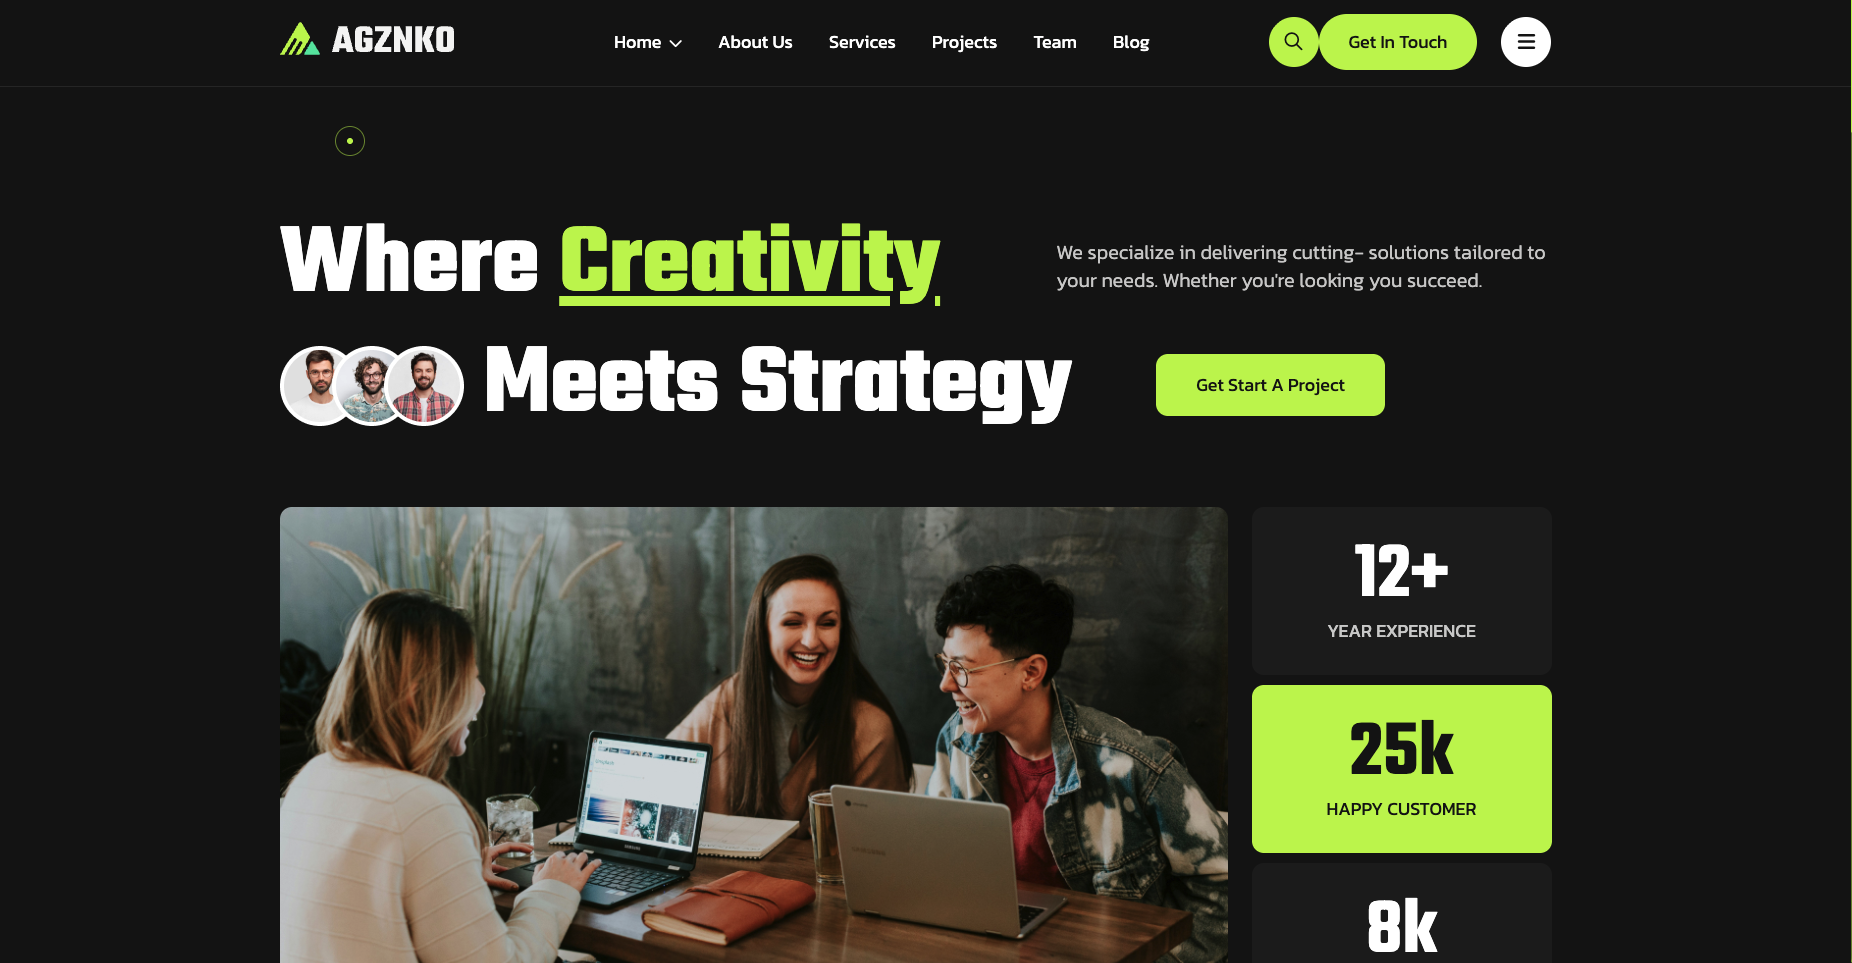 AGZNKO
Home
About Us
Services
Projects
Team
Blog
Get In Touch
Where Creativity
We specialize in delivering cutting- solutions tailored to
your needs. Whether you're looking you succeed.
Meets Strategy
Get Start A Project
12+
YEAR EXPERIENCE
25k
HAPPY CUSTOMER
8k